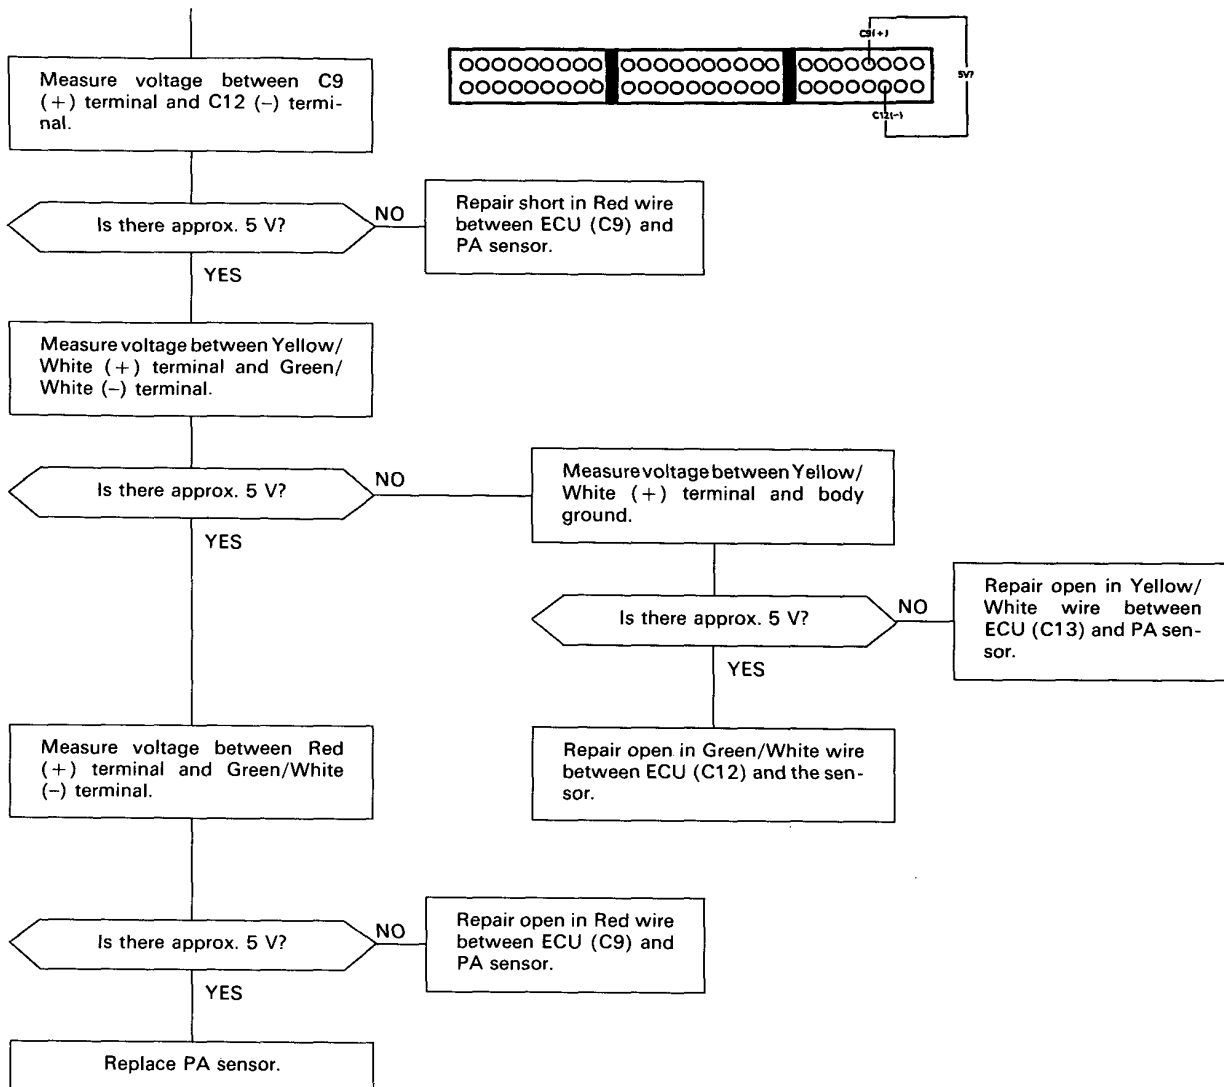 Measure voltage between C9
(+) terminal and C12 (–) termi-
nal.
C9(+)
5V?
C12(–)
Is there approx. 5 V?
NO
Repair short in Red wire
between ECU (C9) and
PA sensor.
YES
Measure voltage between Yellow/
White (+) terminal and Green/
White (–) terminal.
Is there approx. 5 V?
NO
Measure voltage between Yellow/
White (+) terminal and body
ground.
YES
Is there approx. 5 V?
NO
Repair open in Yellow/
White wire between
ECU (C13) and PA sen-
sor.
YES
Repair open in Green/White wire
between ECU (C12) and the sen-
sor.
Measure voltage between Red
(+) terminal and Green/White
(–) terminal.
Is there approx. 5 V?
NO
Repair open in Red wire
between ECU (C9) and
PA sensor.
YES
Replace PA sensor.